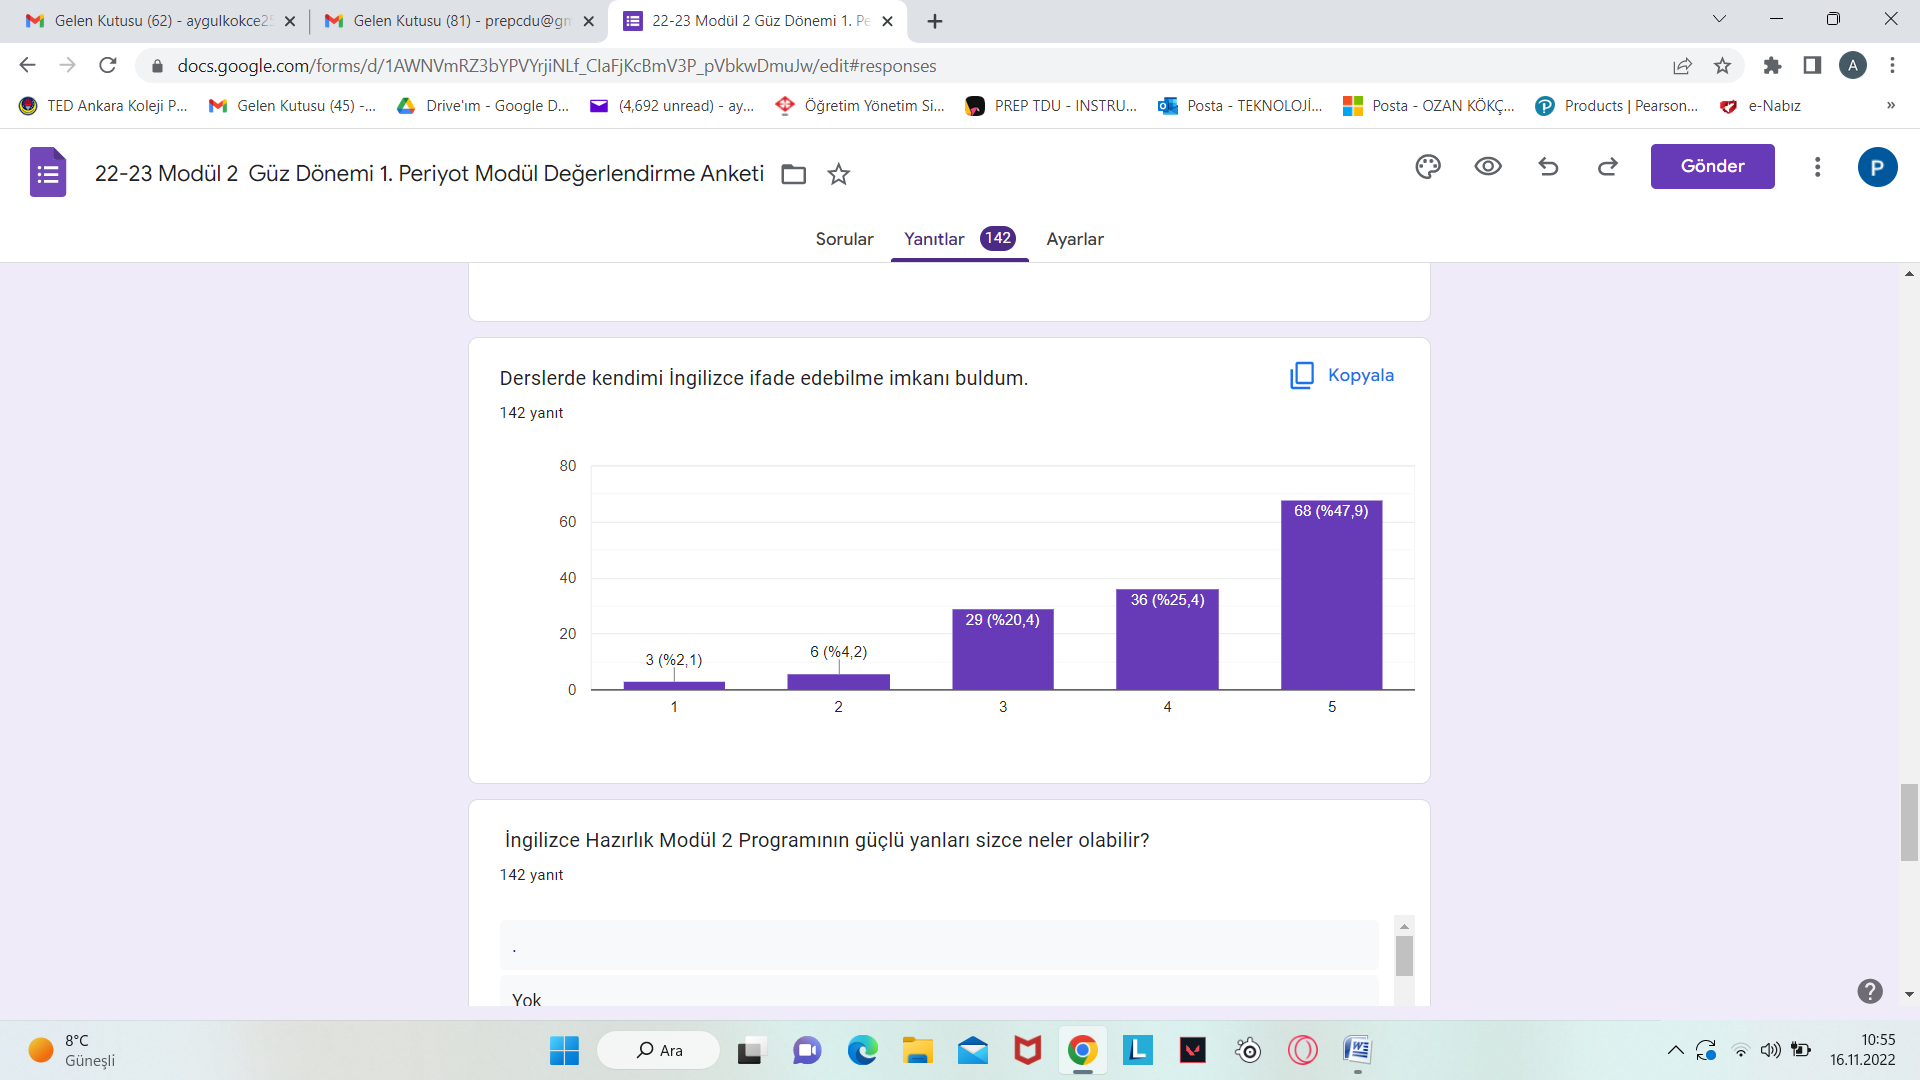 Gelen Kutusu (62) - aygulkokce25
Gelen Kutusu (81) - prepcdu@gm
22-23 Modül 2 Güz Dönemi 1. Pe
docs.google.com/forms/d/1AWNVmRZ3bYPVYrjiNLf_CIaFjKcBmV3P_pVbkwDmuJw/edit#responses
A
TED Ankara Koleji P...
Gelen Kutusu (45) -...
Drive'ım - Google D...
(4,692 unread) - ay...
Öğretim Yönetim Si...
PREP TDU - INSTRU...
Posta - TEKNOLOJİ...
Posta - OZAN KÖKÇ...
Products | Pearson...
e-Nabız
»
22-23 Modül 2 Güz Dönemi 1. Periyot Modül Değerlendirme Anketi
Gönder
P
Sorular
Yanıtlar 142
Ayarlar
Derslerde kendimi İngilizce ifade edebilme imkanı buldum.
Kopyala
142 yanıt
80
60
40
20
0
3 (%2,1)
6 (%4,2)
29 (%20,4)
36 (%25,4)
68 (%47,9)
1
2
3
4
5
İngilizce Hazırlık Modül 2 Programının güçlü yanları sizce neler olabilir?
142 yanıt
.
Yok
8°C
Güneşli
Ara
10:55
16.11.2022